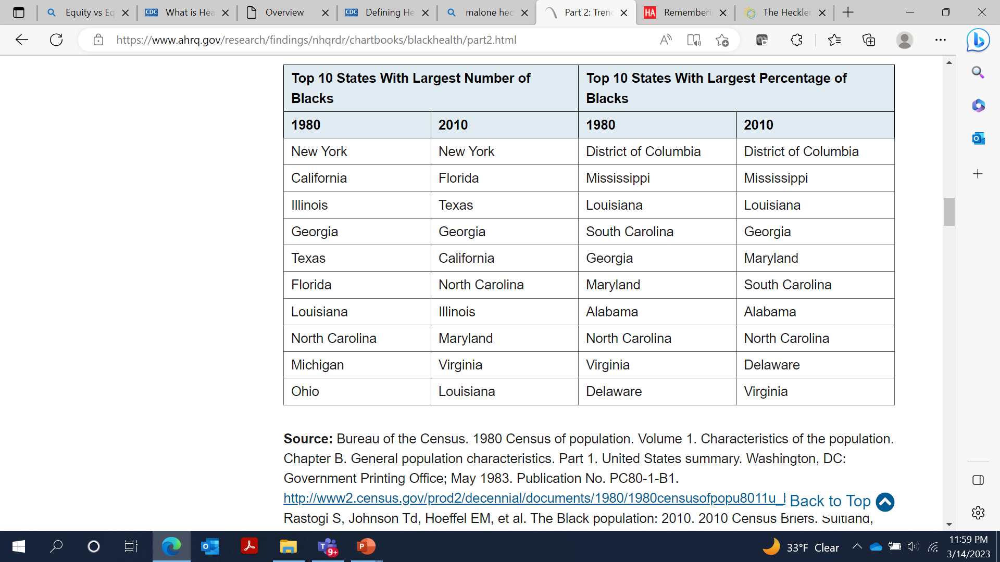 Equity vs Eq
CDC What is Hea
Overview
CDC Defining He
malone hec
Part 2: Tren
HA Rememberi
The Heckler
https://www.ahrq.gov/research/findings/nhqrdr/chartbooks/blackhealth/part2.html
Top 10 States With Largest Number of Blacks
Top 10 States With Largest Percentage of Blacks
1980 2010 1980 2010
New York New York District of Columbia District of Columbia
California Florida Mississippi Mississippi
Illinois Texas Louisiana Louisiana
Georgia Georgia South Carolina Georgia
Texas California Georgia Maryland
Florida North Carolina Maryland South Carolina
Louisiana Illinois Alabama Alabama
North Carolina Maryland North Carolina North Carolina
Michigan Virginia Virginia Delaware
Ohio Louisiana Delaware Virginia
Source: Bureau of the Census. 1980 Census of population. Volume 1. Characteristics of the population.
Chapter B. General population characteristics. Part 1. United States summary. Washington, DC:
Government Printing Office; May 1983. Publication No. PC80-1-B1.
http://www2.census.gov/prod2/decennial/documents/1980/1980censusofpopu8011u_
Back to Top
Rastogi S, Johnson Td, Hoeffel EM, et al. The Black population: 2010. 2010 Census Briefs. Suitland,
9+
33°F Clear
11:59 PM
3/14/2023